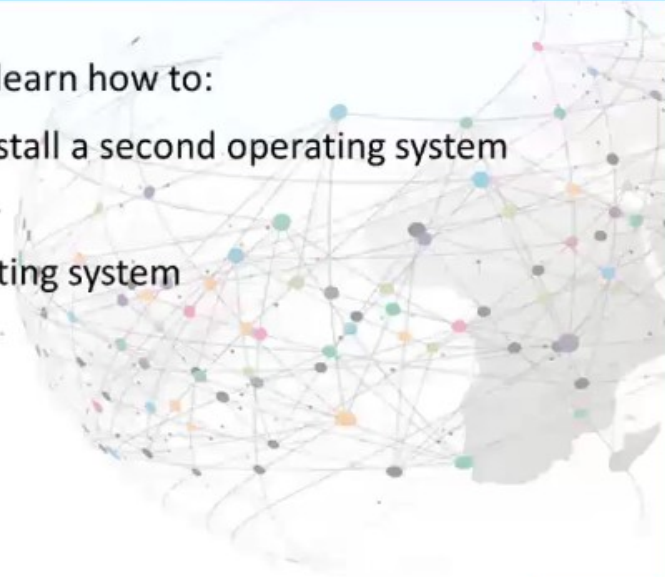 learn how to:
stall a second operating system
ting system